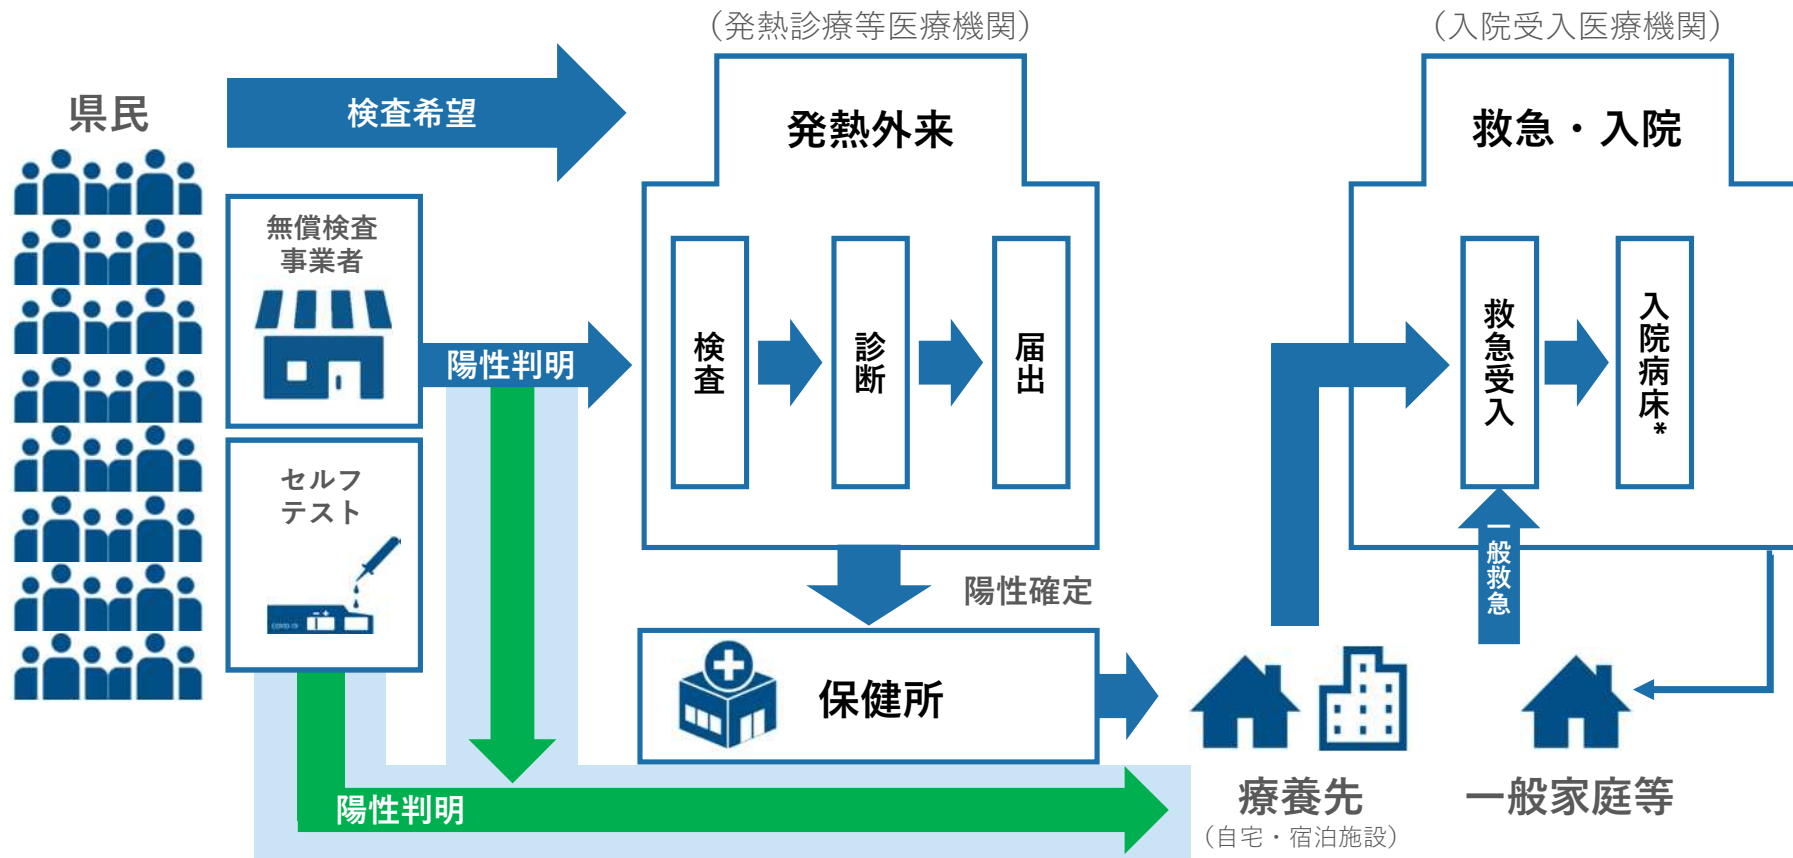 (発熱診療等医療機関)
(入院受入医療機関)
県民
検査希望
発熱外来
救急・入院
無償検査
事業者
検査
診断
届出
救急受入
入院病床*
陽性判明
セルフ
テスト
COVID-19
一般救急
陽性確定
保健所
陽性判明
療養先
(自宅・宿泊施設)
一般家庭等